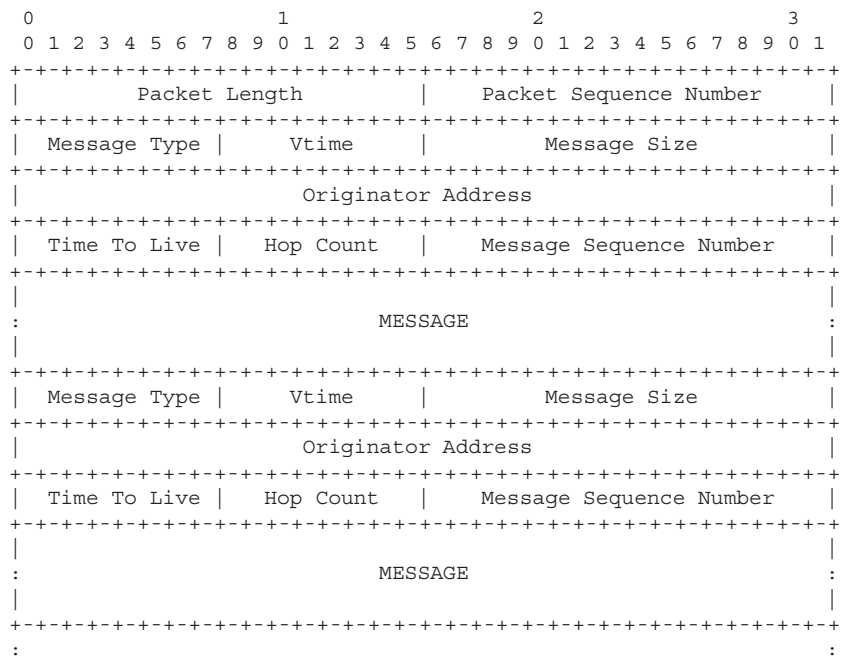 0                   1                   2                   3
 0 1 2 3 4 5 6 7 8 9 0 1 2 3 4 5 6 7 8 9 0 1 2 3 4 5 6 7 8 9 0 1
+-+-+-+-+-+-+-+-+-+-+-+-+-+-+-+-+-+-+-+-+-+-+-+-+-+-+-+-+-+-+-+-+
|         Packet Length         |    Packet Sequence Number     |
+-+-+-+-+-+-+-+-+-+-+-+-+-+-+-+-+-+-+-+-+-+-+-+-+-+-+-+-+-+-+-+-+
|  Message Type |     Vtime     |         Message Size          |
+-+-+-+-+-+-+-+-+-+-+-+-+-+-+-+-+-+-+-+-+-+-+-+-+-+-+-+-+-+-+-+-+
|                      Originator Address                       |
+-+-+-+-+-+-+-+-+-+-+-+-+-+-+-+-+-+-+-+-+-+-+-+-+-+-+-+-+-+-+-+-+
|  Time To Live |   Hop Count   |    Message Sequence Number    |
+-+-+-+-+-+-+-+-+-+-+-+-+-+-+-+-+-+-+-+-+-+-+-+-+-+-+-+-+-+-+-+-+
|                                                               |
:                            MESSAGE                            :
|                                                               |
+-+-+-+-+-+-+-+-+-+-+-+-+-+-+-+-+-+-+-+-+-+-+-+-+-+-+-+-+-+-+-+-+
|  Message Type |     Vtime     |         Message Size          |
+-+-+-+-+-+-+-+-+-+-+-+-+-+-+-+-+-+-+-+-+-+-+-+-+-+-+-+-+-+-+-+-+
|                      Originator Address                       |
+-+-+-+-+-+-+-+-+-+-+-+-+-+-+-+-+-+-+-+-+-+-+-+-+-+-+-+-+-+-+-+-+
|  Time To Live |   Hop Count   |    Message Sequence Number    |
+-+-+-+-+-+-+-+-+-+-+-+-+-+-+-+-+-+-+-+-+-+-+-+-+-+-+-+-+-+-+-+-+
|                                                               |
:                            MESSAGE                            :
|                                                               |
+-+-+-+-+-+-+-+-+-+-+-+-+-+-+-+-+-+-+-+-+-+-+-+-+-+-+-+-+-+-+-+-+
:                                                               :